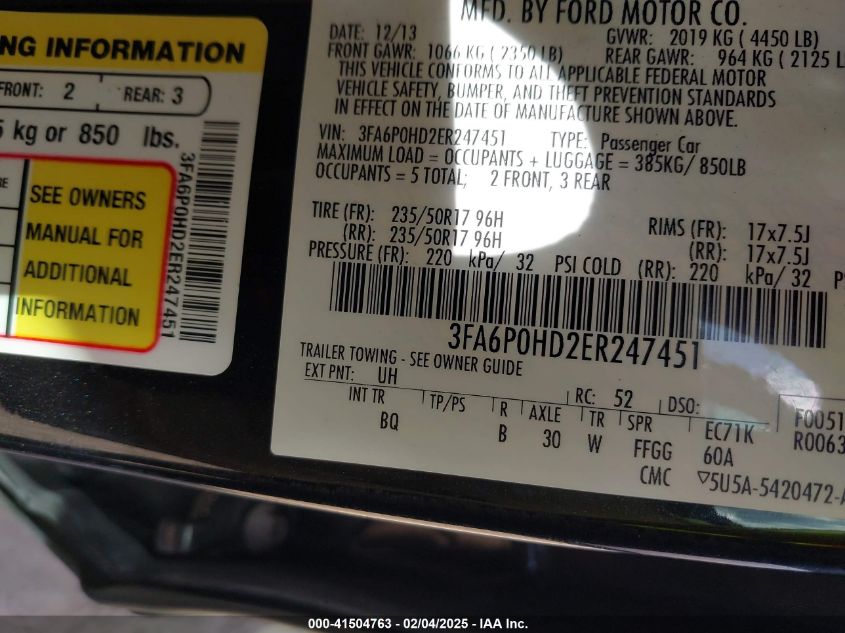 NG INFORMATION
FRONT: 2
REAR: 3
kg or 850 lbs.
SEE OWNERS
MANUAL FOR
ADDITIONAL
INFORMATION
3FA6P0HD2ER247451
MFD. BY FORD MOTOR CO.
DATE: 12/13
GVWR: 2019 KG ( 4450 LB)
FRONT GAWR: 1066 KG ( 2350 LB)
REAR GAWR: 964 KG ( 2125 L
THIS VEHICLE CONFORMS TO ALL APPLICABLE FEDERAL MOTOR
VEHICLE SAFETY, BUMPER, AND THEFT PREVENTION STANDARDS
IN EFFECT ON THE DATE OF MANUFACTURE SHOWN ABOVE.
VIN: 3FA6P0HD2ER247451 TYPE: Passenger Car
MAXIMUM LOAD = OCCUPANTS + LUGGAGE = 385KG/ 850LB
OCCUPANTS = 5 TOTAL; 2 FRONT, 3 REAR
TIRE (FR): 235/50R17 96H RIMS (FR): 17x7.5J
(RR): 235/50R17 96H (RR): 17x7.5J
PRESSURE (FR): 220 kPa/ 32 PSI COLD (RR): 220 kPa/ 32 P
3FA6P0HD2ER247451
TRAILER TOWING - SEE OWNER GUIDE
EXT PNT: UH RC: 52 DSO:
INT TR TP/PS R AXLE TR SPR EC71K F0051
BQ B 30 W FFGG 60A R0063
CMC ▽5U5A-5420472-A
000-41504763 - 02/04/2025 - IAA Inc.